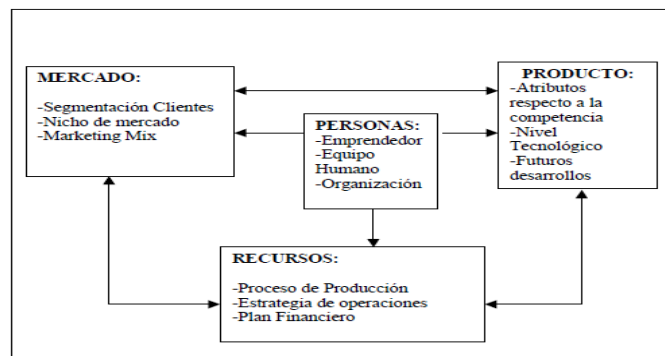 MERCADO:
-Segmentación Clientes
-Nicho de mercado
-Marketing Mix
PERSONAS:
-Emprendedor
-Equipo
Humano
-Organización
PRODUCTO:
-Atributos
respecto a la
competencia
-Nivel
Tecnológico
-Futuros
desarrollos
RECURSOS:
-Proceso de Producción
-Estrategia de operaciones
-Plan Financiero